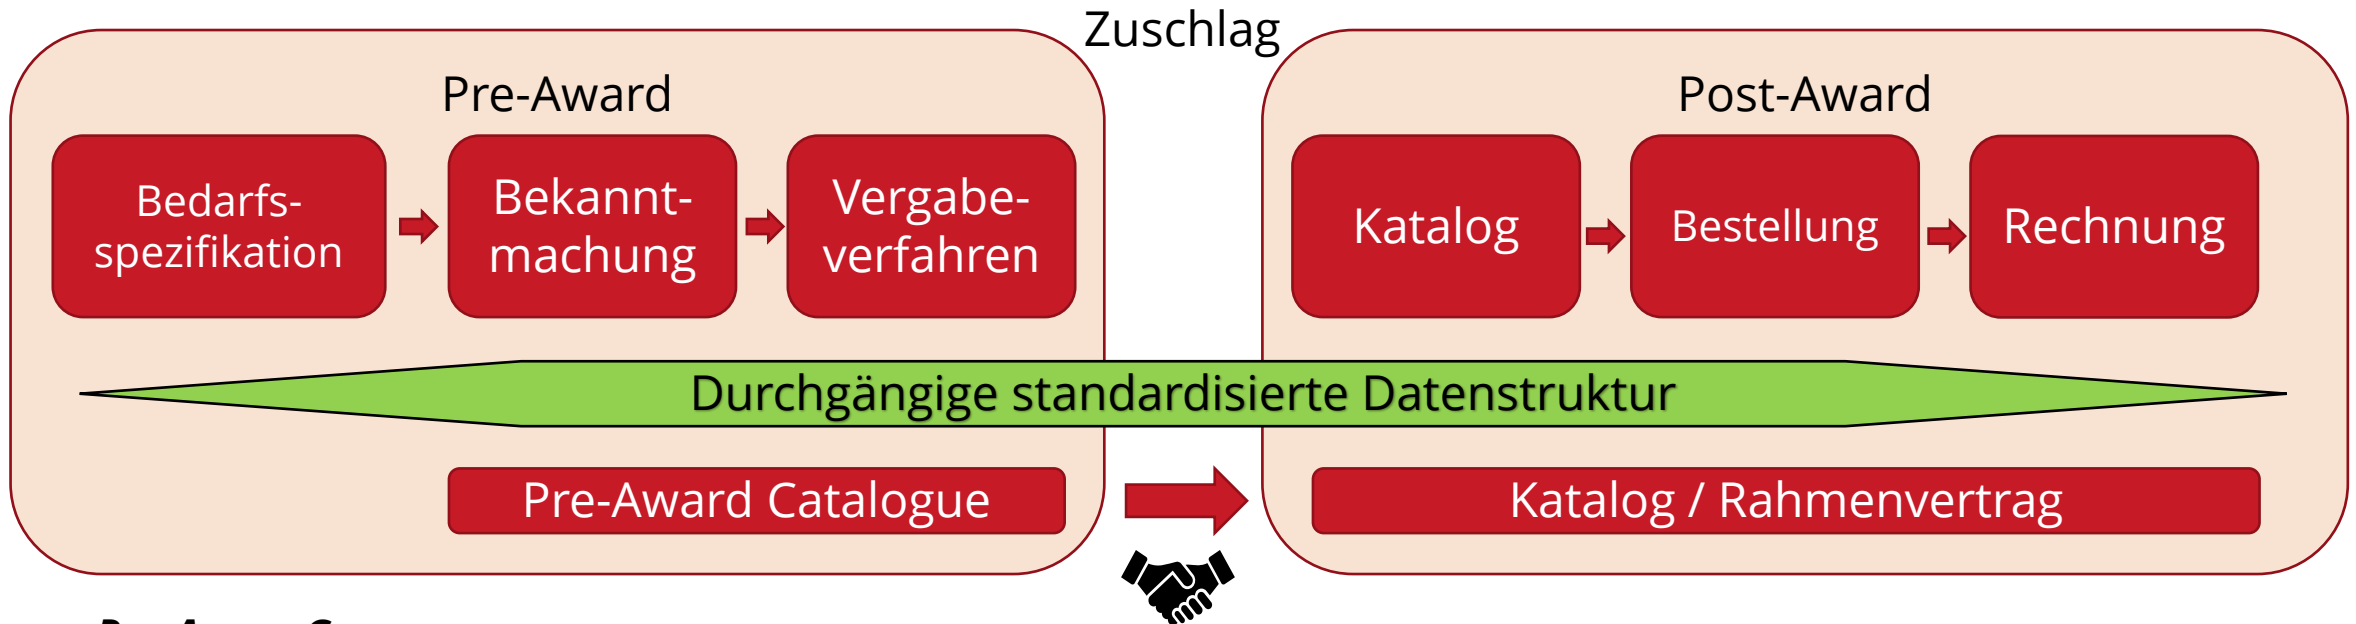 Zuschlag
Pre-Award
Bedarfs-
spezifikation
Bekannt-
machung
Vergabe-
verfahren
Post-Award
Katalog
Bestellung
Rechnung
Durchgängige standardisierte Datenstruktur
Pre-Award Catalogue
Katalog / Rahmenvertrag